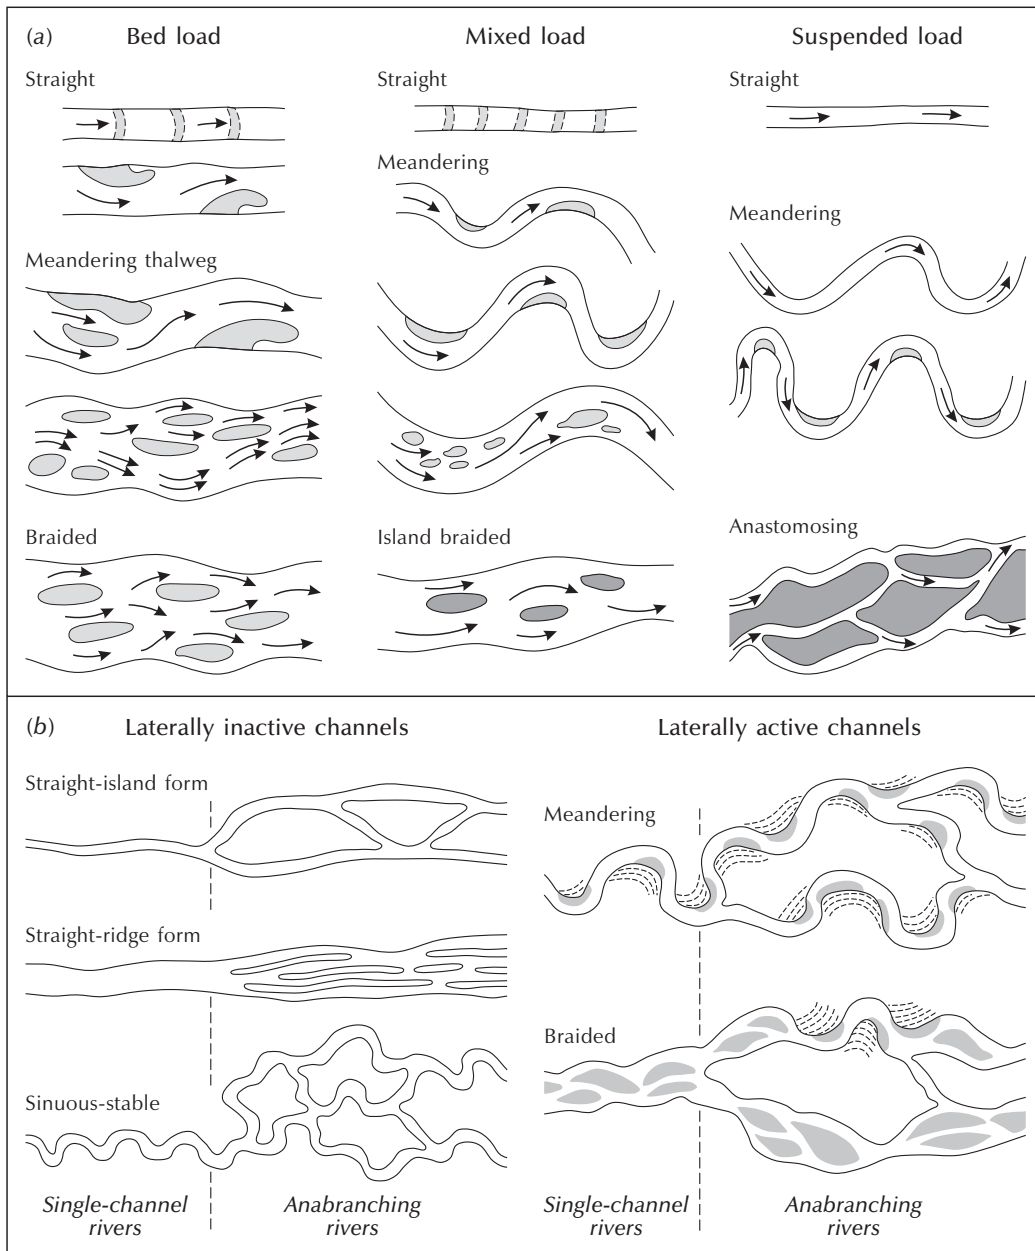 (a)
Bed load
Mixed load
Suspended load
Straight
Straight
Straight
Meandering
Meandering
Meandering thalweg
Braided
Island braided
Anastomosing
(b)
Laterally inactive channels
Laterally active channels
Straight-island form
Meandering
Straight-ridge form
Braided
Sinuous-stable
Single-channel
rivers
Anabranching
rivers
Single-channel
rivers
Anabranching
rivers